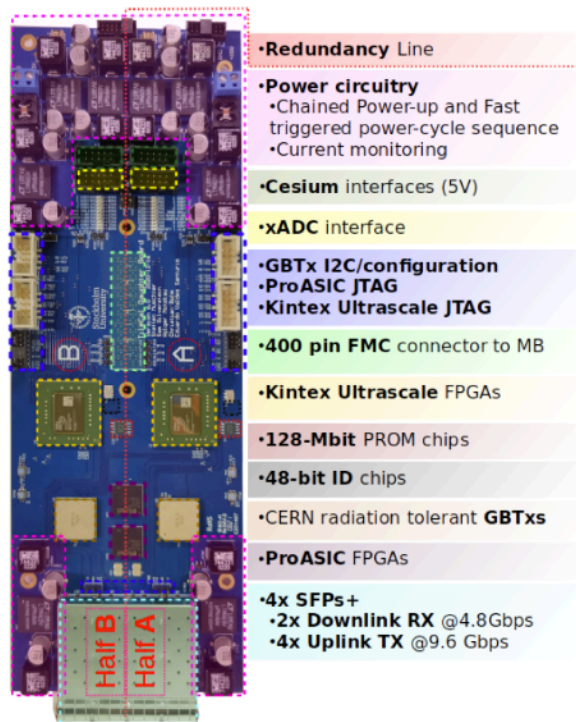 •Redundancy Line
•Power circuitry
•Chained Power-up and Fast
triggered power-cycle sequence
•Current monitoring
•Cesium interfaces (5V)
•xADC interface
•GBTx I2C/configuration
•ProASIC JTAG
•Kintex Ultrascale JTAG
•400 pin FMC connector to MB
•Kintex Ultrascale FPGAs
•128-Mbit PROM chips
•48-bit ID chips
•CERN radiation tolerant GBTxs
•ProASIC FPGAs
•4x SFPs+
•2x Downlink RX @4.8Gbps
•4x Uplink TX @9.6 Gbps
Stockholm
University
B
A
Half B
Half A